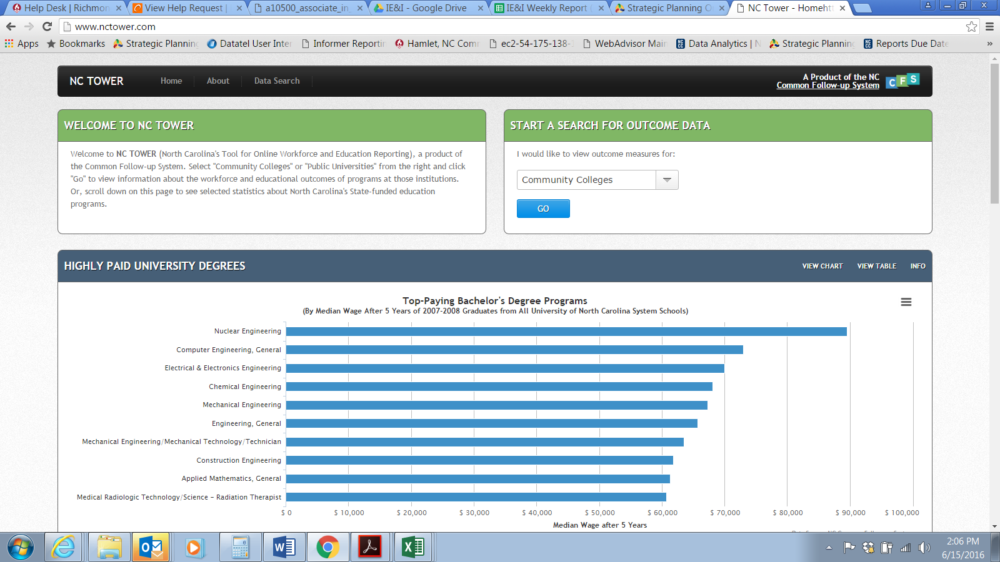 Help Desk | Richmon
View Help Request |
a10500_associate_in_
IE&I - Google Drive
IE&I Weekly Report (
Strategic Planning O
NC Tower - Homehtt
www.nctower.com
Apps
Bookmarks
Strategic Planning
Datatel User Inter
Informer Reportin
Hamlet, NC Com
ec2-54-175-138-
WebAdvisor Main
Data Analytics | N
Strategic Planning
Reports Due Date
»
NC TOWER
Home
About
Data Search
A Product of the NC
Common Follow-up System
C F S
WELCOME TO NC TOWER
Welcome to NC TOWER (North Carolina's Tool for Online Workforce and Education Reporting), a product of
the Common Follow-up System. Select "Community Colleges" or "Public Universities" from the right and click
"Go" to view information about the workforce and educational outcomes of programs at those institutions.
Or, scroll down on this page to see selected statistics about North Carolina's State-funded education
programs.
START A SEARCH FOR OUTCOME DATA
I would like to view outcome measures for:
Community Colleges
GO
HIGHLY PAID UNIVERSITY DEGREES
VIEW CHART
VIEW TABLE
INFO
Top-Paying Bachelor's Degree Programs
(By Median Wage After 5 Years of 2007-2008 Graduates from All University of North Carolina System Schools)
Nuclear Engineering
Computer Engineering, General
Electrical & Electronics Engineering
Chemical Engineering
Mechanical Engineering
Engineering, General
Mechanical Engineering/Mechanical Technology/Technician
Construction Engineering
Applied Mathematics, General
Medical Radiologic Technology/Science – Radiation Therapist
$ 0 $ 10,000 $ 20,000 $ 30,000 $ 40,000 $ 50,000 $ 60,000 $ 70,000 $ 80,000 $ 90,000 $ 100,000
Median Wage after 5 Years
2:06 PM
6/15/2016